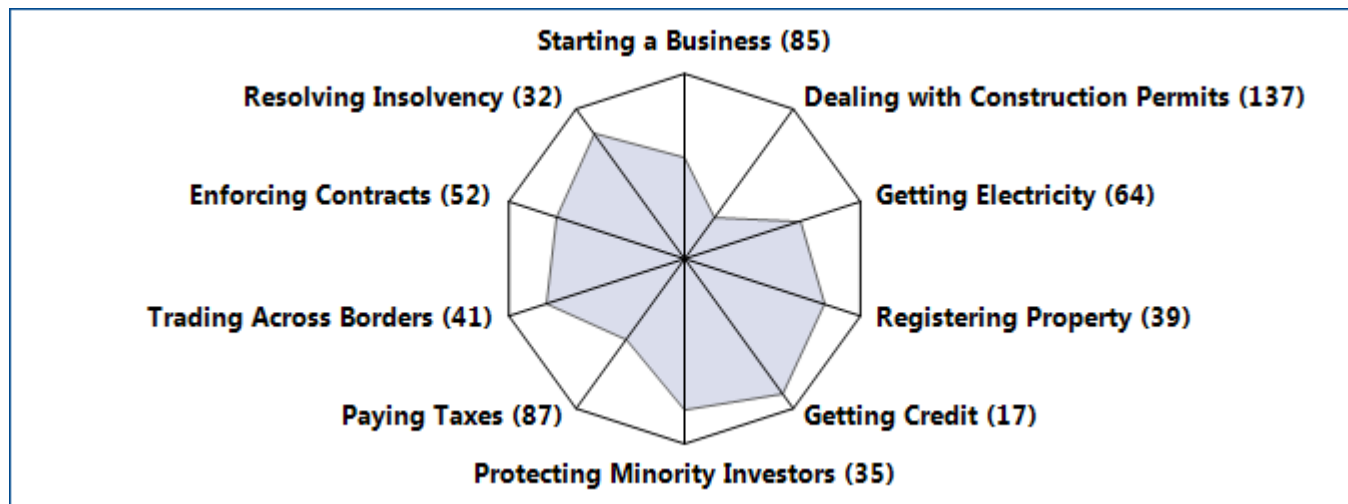 Starting a Business (85)
Resolving Insolvency (32)
Dealing with Construction Permits (137)
Enforcing Contracts (52)
Getting Electricity (64)
Trading Across Borders (41)
Registering Property (39)
Paying Taxes (87)
Getting Credit (17)
Protecting Minority Investors (35)